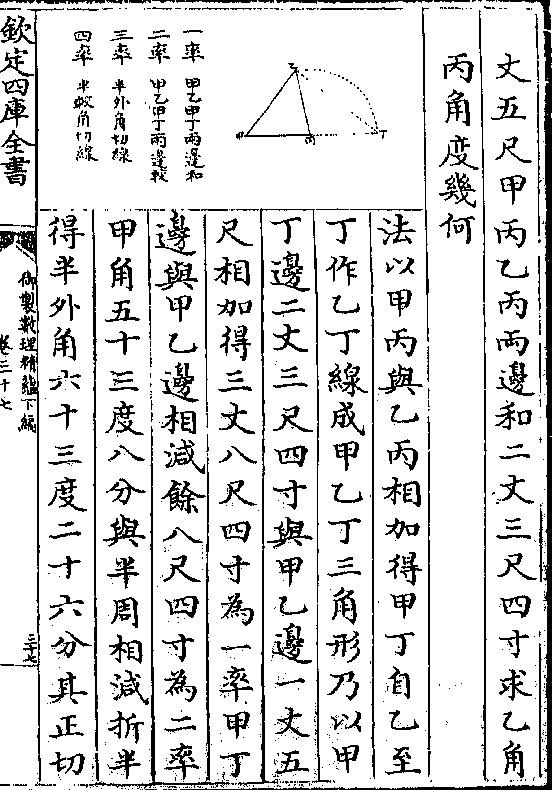 丈五尺甲丙乙丙兩邊和二丈三尺四寸求乙角
丙角度幾何
一率 甲乙甲丁兩邊和
二率 甲乙甲丁兩邊較
三率 半外角切線
四率 半較角切線
乙
甲
丙
丁
法以甲丙與乙丙相加得甲丁自乙至
丁作乙丁線成甲乙丁三角形乃以甲
丁邊二丈三尺四寸與甲乙邊一丈五
尺相加得三丈八尺四寸為一率甲丁
邊與甲乙邊相減餘八尺四寸為二率
甲角五十三度八分與半周相減折半
得半外角六十三度二十六分其正切
欽定四庫全書
御製數理精蘊下編
卷三十七